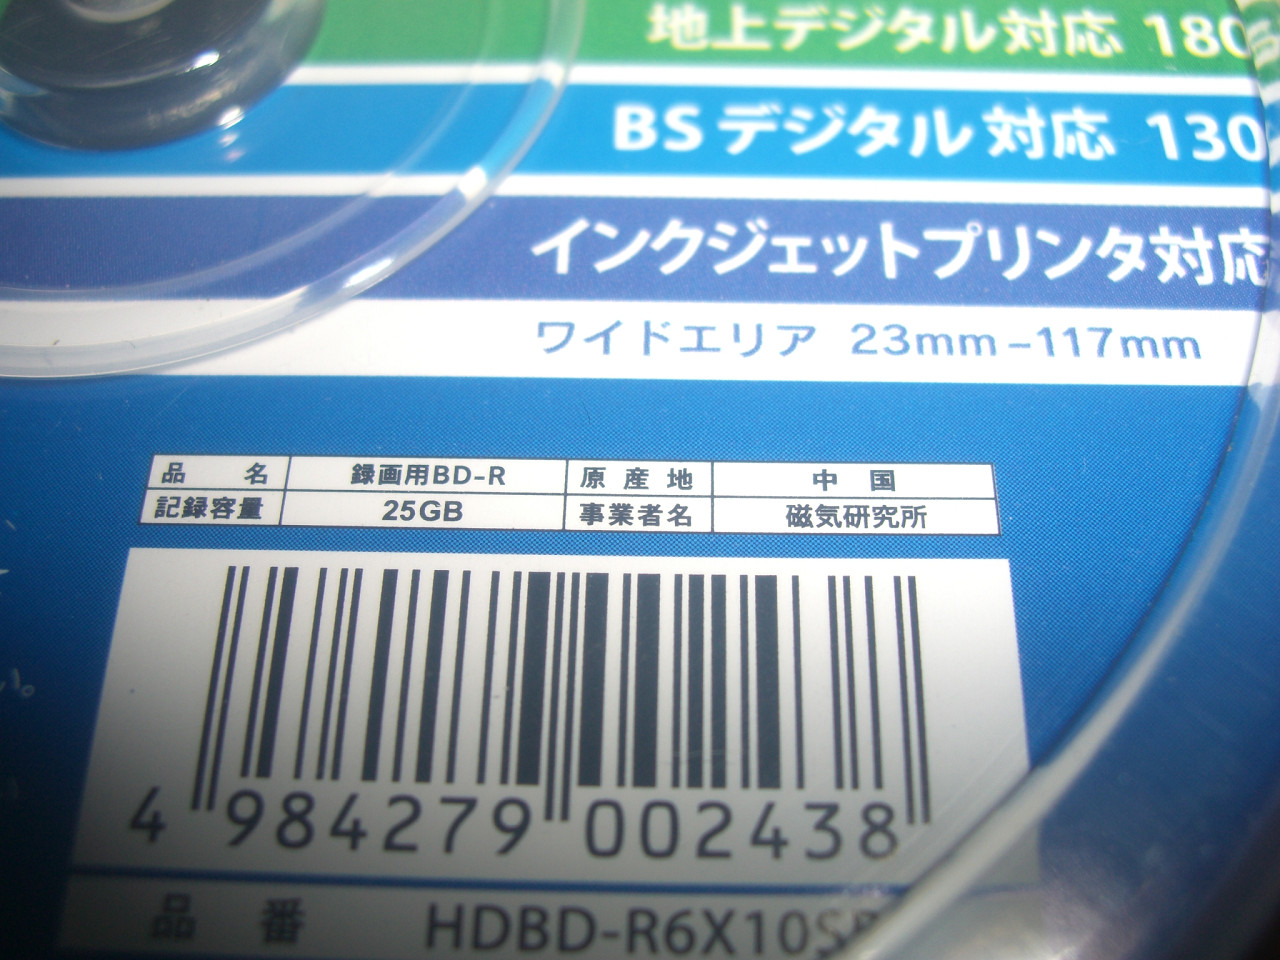 地上デジタル対応 180
BSデジタル対応 130
インクジェットプリンタ対応
ワイドエリア 23mm-117mm
品 名 録画用BD-R 原産地 中国
記録容量 25GB 事業者名 磁気研究所
4 984279 002438
品 番 HDBD-R6X10S